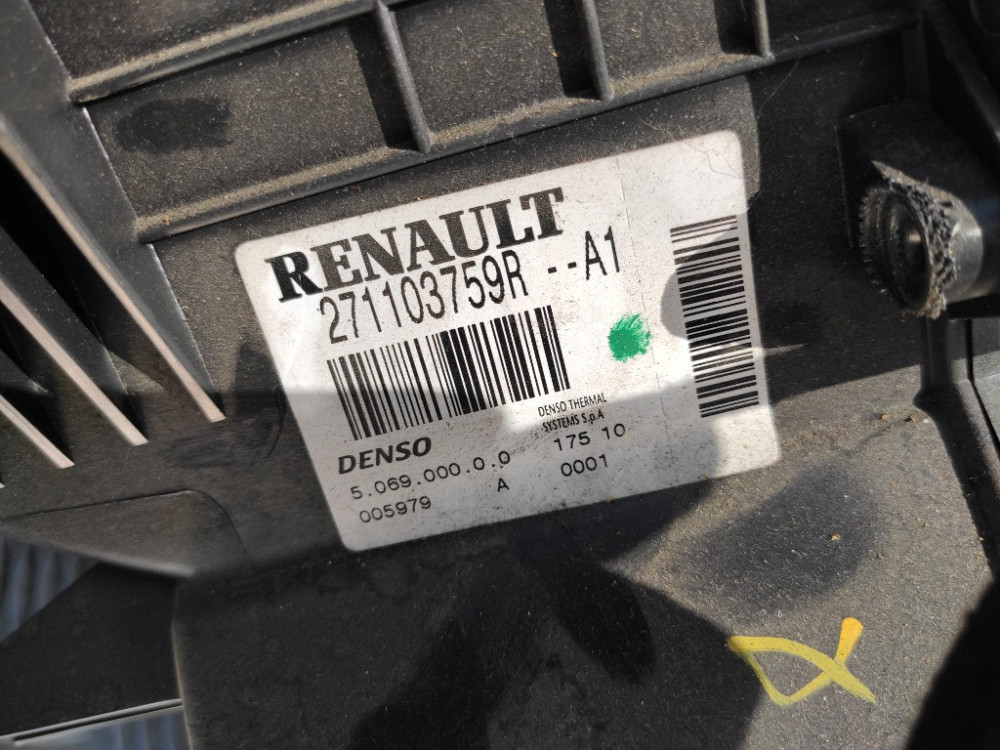 RENAULT
271103759R --A1
DENSO
DENSO THERMAL
SYSTEMS S.p.A
5.069.000.0.0
175 10
005979
A
0001